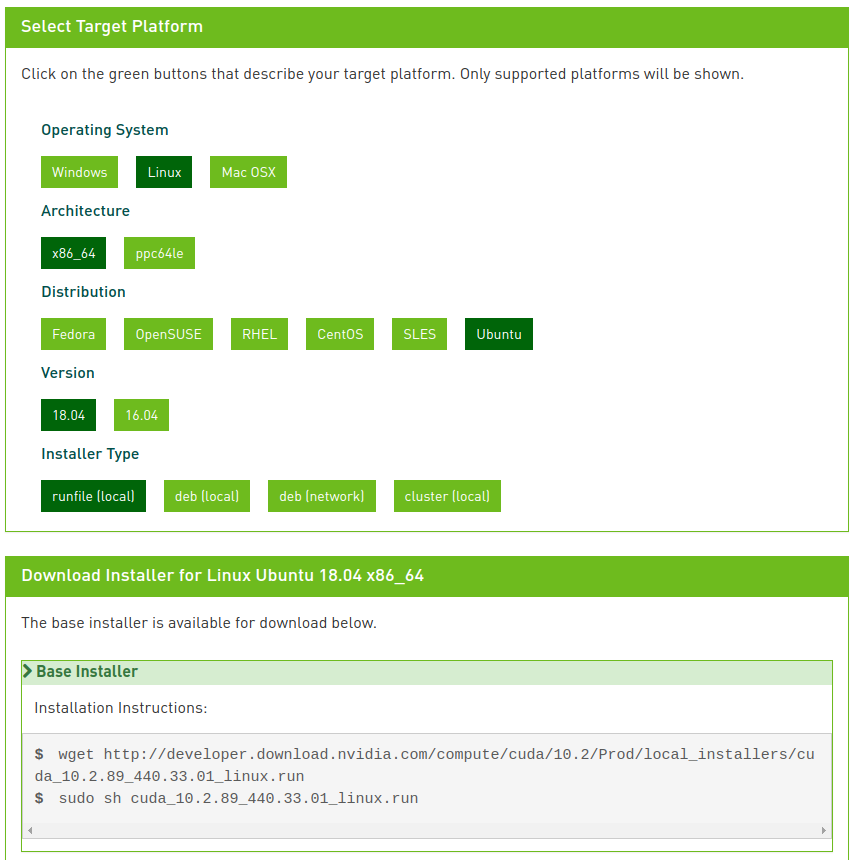 Select Target Platform
Click on the green buttons that describe your target platform. Only supported platforms will be shown.
Operating System
Windows Linux Mac OSX
Architecture
x86_64 ppc64le
Distribution
Fedora OpenSUSE RHEL CentOS SLES Ubuntu
Version
18.04 16.04
Installer Type
runfile (local) deb (local) deb (network) cluster (local)
Download Installer for Linux Ubuntu 18.04 x86_64
The base installer is available for download below.
Base Installer
Installation Instructions:
$ wget http://developer.download.nvidia.com/compute/cuda/10.2/Prod/local_installers/cu
da_10.2.89_440.33.01_linux.run
$ sudo sh cuda_10.2.89_440.33.01_linux.run